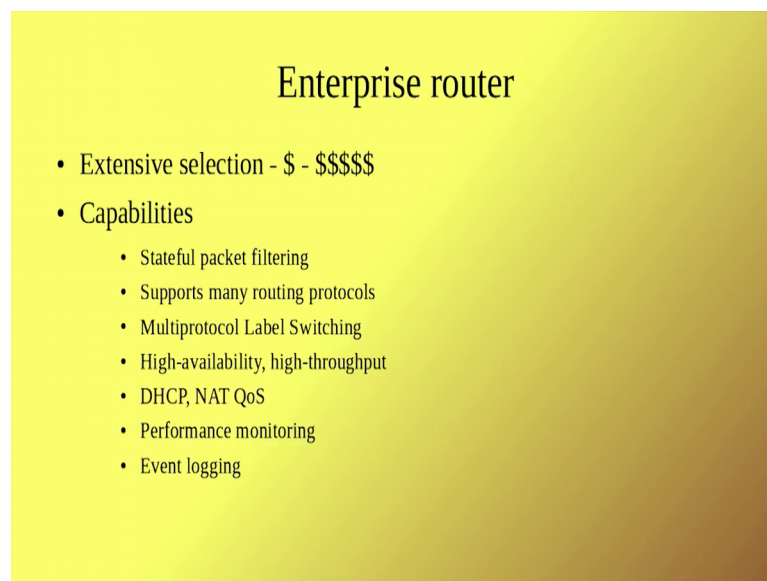 Enterprise router
• Extensive selection - $ - $$$$$
• Capabilities
• Stateful packet filtering
• Supports many routing protocols
• Multiprotocol Label Switching
• High-availability, high-throughput
• DHCP, NAT QoS
• Performance monitoring
• Event logging